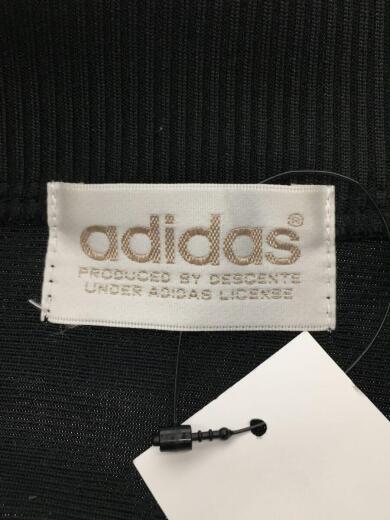 adidas®
PRODUCED BY DESCENTE
UNDER ADIDAS LICENSE